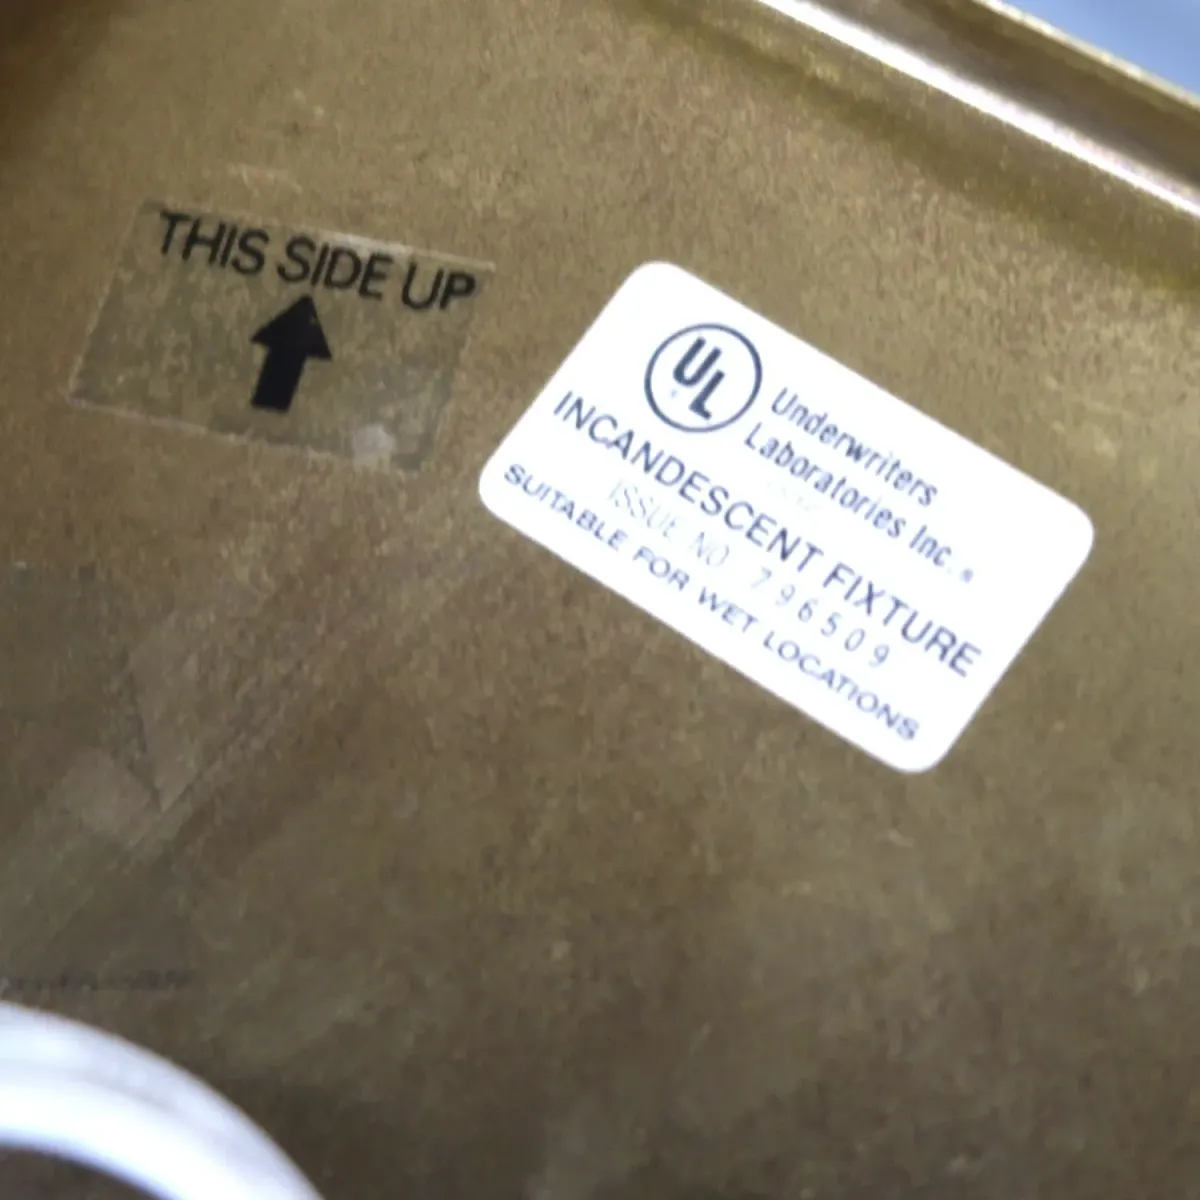 THIS SIDE UP
UL
Underwriters
Laboratories Inc.
INCANDESCENT FIXTURE
ISSUE NO. 796509
SUITABLE FOR WET LOCATIONS